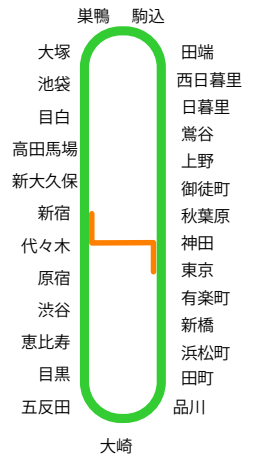 巣鴨
駒込
大塚
池袋
目白
高田馬場
新大久保
新宿
代々木
原宿
渋谷
恵比寿
目黒
五反田
大崎
田端
西日暮里
日暮里
鴬谷
上野
御徒町
秋葉原
神田
東京
有楽町
新橋
浜松町
田町
品川